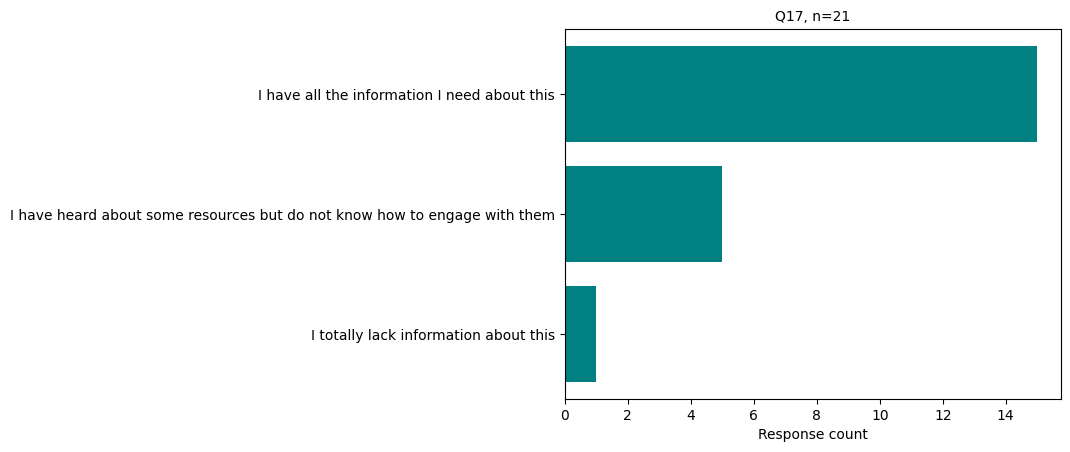 Q17, n=21
I have all the information I need about this
I have heard about some resources but do not know how to engage with them
I totally lack information about this
0 2 4 6 8 10 12 14
Response count